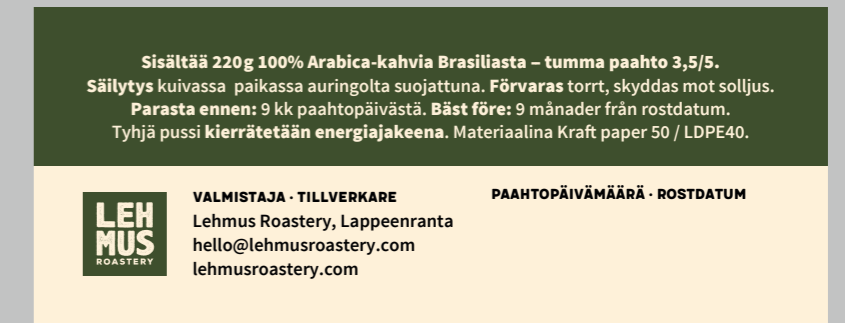 Sisältää 220g 100% Arabica-kahvia Brasiliasta – tumma paahto 3,5/5.
Säilytys kuivassa paikassa auringolta suojattuna. Förvaras torrt, skyddas mot solljus.
Parasta ennen: 9 kk paahtopäivästä. Bäst före: 9 månader från rostdatum.
Tyhjä pussi kierrätetään energiajakeena. Materiaalina Kraft paper 50 / LDPE40.
LEH
MUS
ROASTERY
VALMISTAJA · TILLVERKARE
Lehmus Roastery, Lappeenranta
hello@lehmusroastery.com
lehmusroastery.com
PAAHTOPÄIVÄMÄÄRÄ · ROSTDATUM